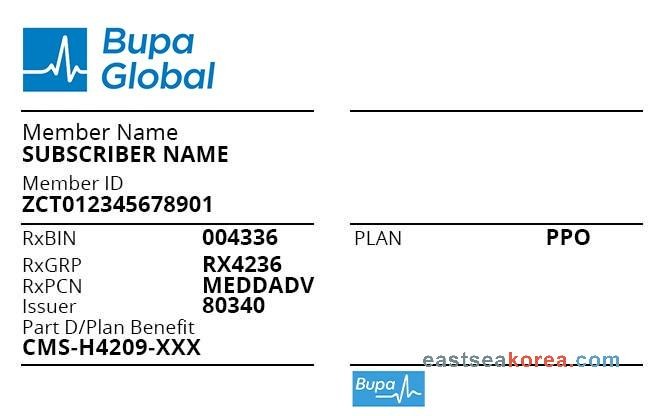 Bupa
Global
Member Name
SUBSCRIBER NAME
Member ID
ZCT012345678901
RxBIN 004336
RxGRP RX4236
RxPCN MEDDADV
Issuer 80340
Part D/Plan Benefit
CMS-H4209-XXX
PLAN PPO
eastseakorea.com
Bupa